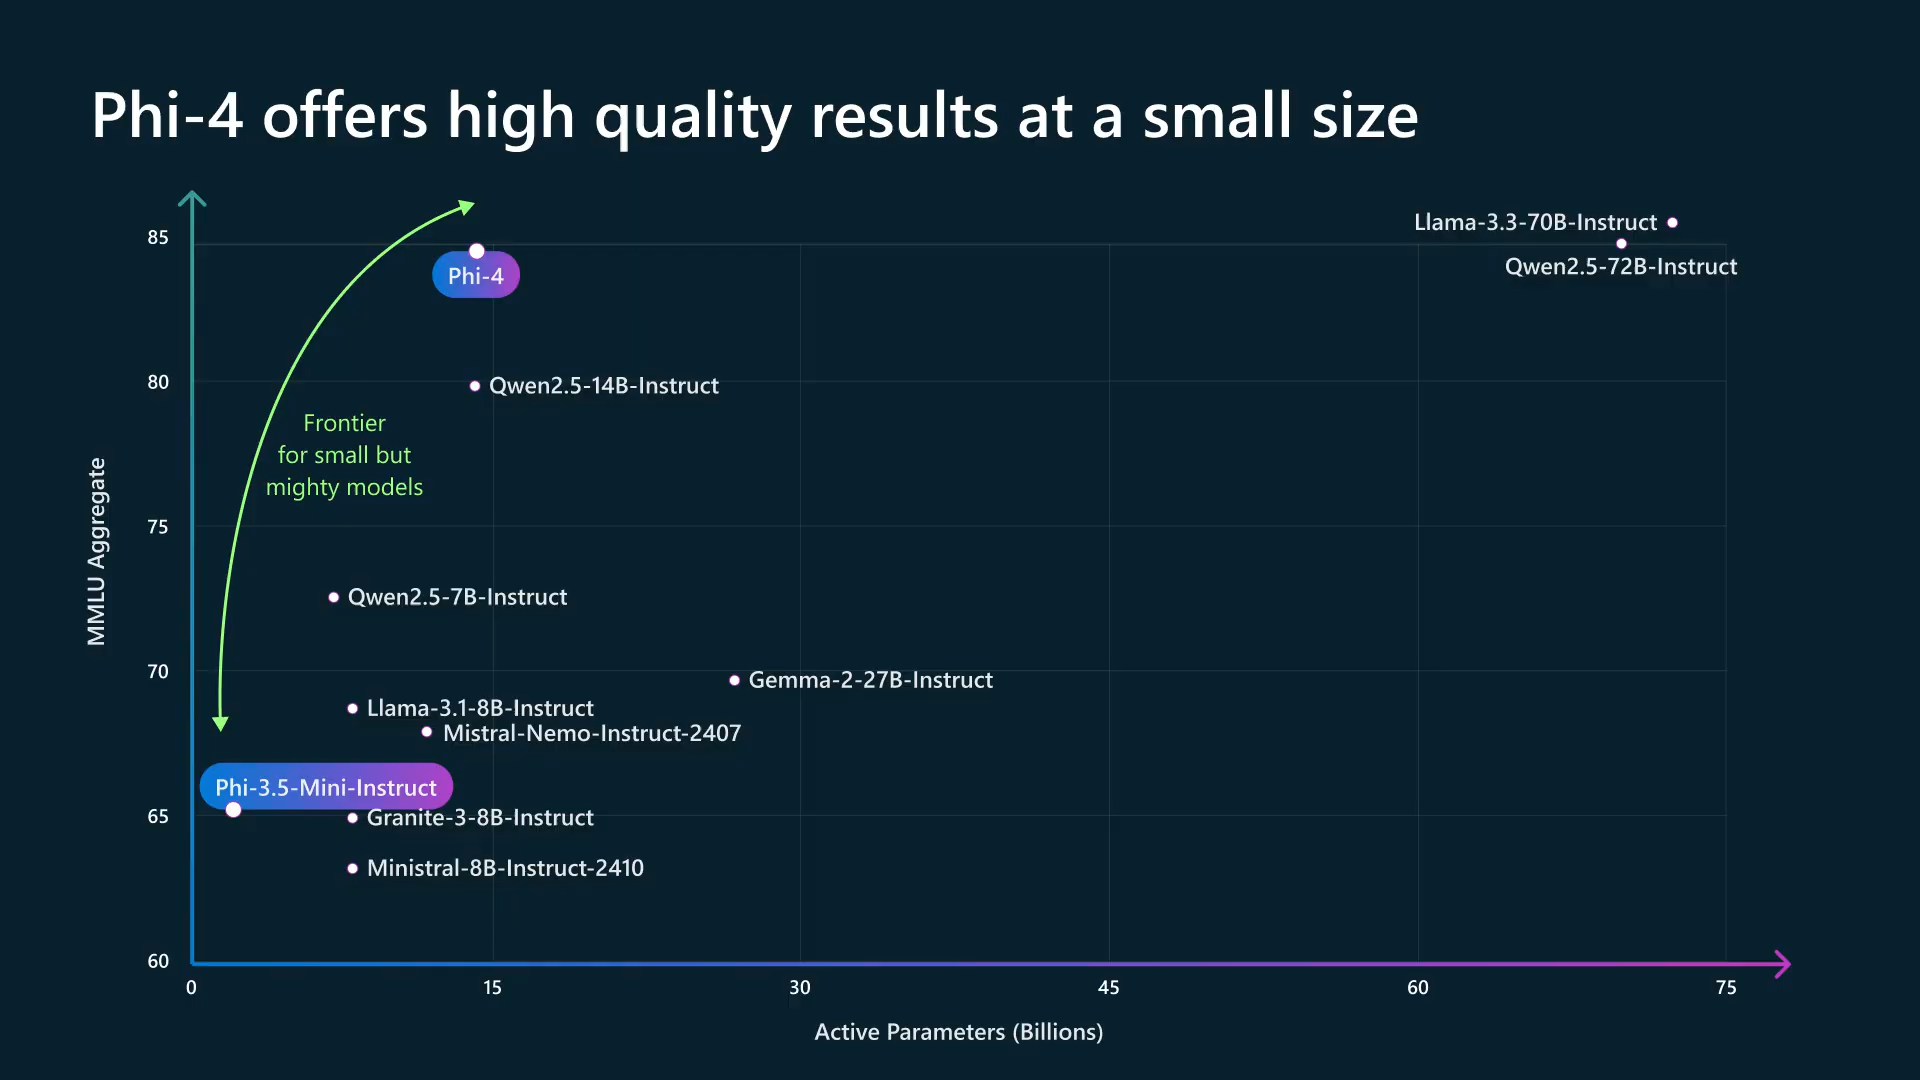 Phi-4 offers high quality results at a small size
85
80
75
70
65
60
MMLU Aggregate
Llama-3.3-70B-Instruct
Qwen2.5-72B-Instruct
Phi-4
Qwen2.5-14B-Instruct
Frontier
for small but
mighty models
Qwen2.5-7B-Instruct
Gemma-2-27B-Instruct
Llama-3.1-8B-Instruct
Mistral-Nemo-Instruct-2407
Phi-3.5-Mini-Instruct
Granite-3-8B-Instruct
Ministral-8B-Instruct-2410
0
15
30
45
60
75
Active Parameters (Billions)